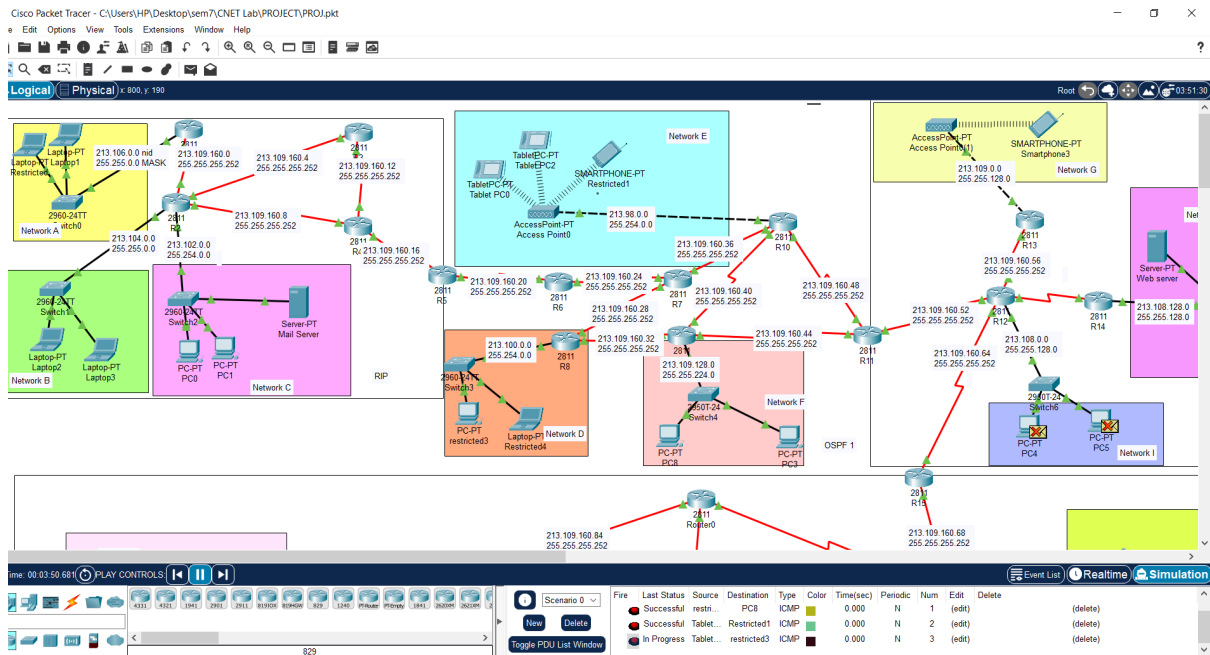 Cisco Packet Tracer - C:\Users\HP\Desktop\sem7\CNET Lab\PROJECT\PROJ.pkt
e Edit Options View Tools Extensions Window Help
Logical Physical x: 800, y: 190
Root 03:51:30
Laptop-PT
Laptop1
Laptop-PT
Restricted
213.106.0.0 nid
255.255.0.0 MASK
2960-24TT
Switch0
Network A
2811
213.109.160.0
255.255.255.252
213.109.160.4
255.255.255.252
2811
213.109.160.12
255.255.255.252
2811
213.109.160.8
255.255.255.252
2811
213.109.160.16
255.255.255.252
213.104.0.0
255.255.0.0
213.102.0.0
255.254.0.0
2960-24TT
Switch1
Laptop-PT
Laptop2
Laptop-PT
Laptop3
Network B
2960-24TT
Switch2
Server-PT
Mail Server
PC-PT
PC0
PC-PT
PC1
Network C
RIP
Network E
TabletPC-PT
Tablet PC2
TabletPC-PT
Tablet PC0
SMARTPHONE-PT
Restricted1
AccessPoint-PT
Access Point0
213.98.0.0
255.254.0.0
2811
R10
2811
R5
213.109.160.20
255.255.255.252
2811
R6
213.109.160.24
255.255.255.252
2811
R7
213.109.160.36
255.255.255.252
213.109.160.40
255.255.255.252
213.109.160.48
255.255.255.252
213.109.160.28
255.255.255.252
213.109.160.32
255.255.255.252
213.109.160.44
255.255.255.252
213.100.0.0
255.254.0.0
2811
R8
2960-24TT
Switch3
PC-PT
restricted3
Laptop-PT
Restricted4
Network D
213.109.128.0
255.255.224.0
2950T-24
Switch4
Network F
PC-PT
PC8
PC-PT
PC3
OSPF 1
2811
R11
213.109.160.52
255.255.255.252
AccessPoint-PT
Access Point(1)
SMARTPHONE-PT
Smartphone3
213.109.0.0
255.255.128.0
Network G
2811
R13
213.109.160.56
255.255.255.252
R12
2811
R14
213.108.128.0
255.255.128.0
Server-PT
Web server
213.108.0.0
255.255.128.0
213.109.160.64
255.255.255.252
2950T-24
Switch6
PC-PT
PC4
PC-PT
PC5
Network I
2811
213.109.160.68
255.255.255.252
2811
Router0
213.109.160.84
255.255.255.252
Time: 00:03:50.681 PLAY CONTROLS:
Event List Realtime Simulation
4331 4321 1941 2901 2911 819IOX 819HGW 829 1240 PT-Router PT-Empty 1841 2620XM 2621XM
829
Scenario 0
New Delete
Toggle PDU List Window
Fire Last Status Source Destination Type Color Time(sec) Periodic Num Edit Delete
Successful restri... PC8 ICMP 0.000 N 1 (edit) (delete)
Successful Tablet... Restricted1 ICMP 0.000 N 2 (edit) (delete)
In Progress Tablet... restricted3 ICMP 0.000 N 3 (edit) (delete)